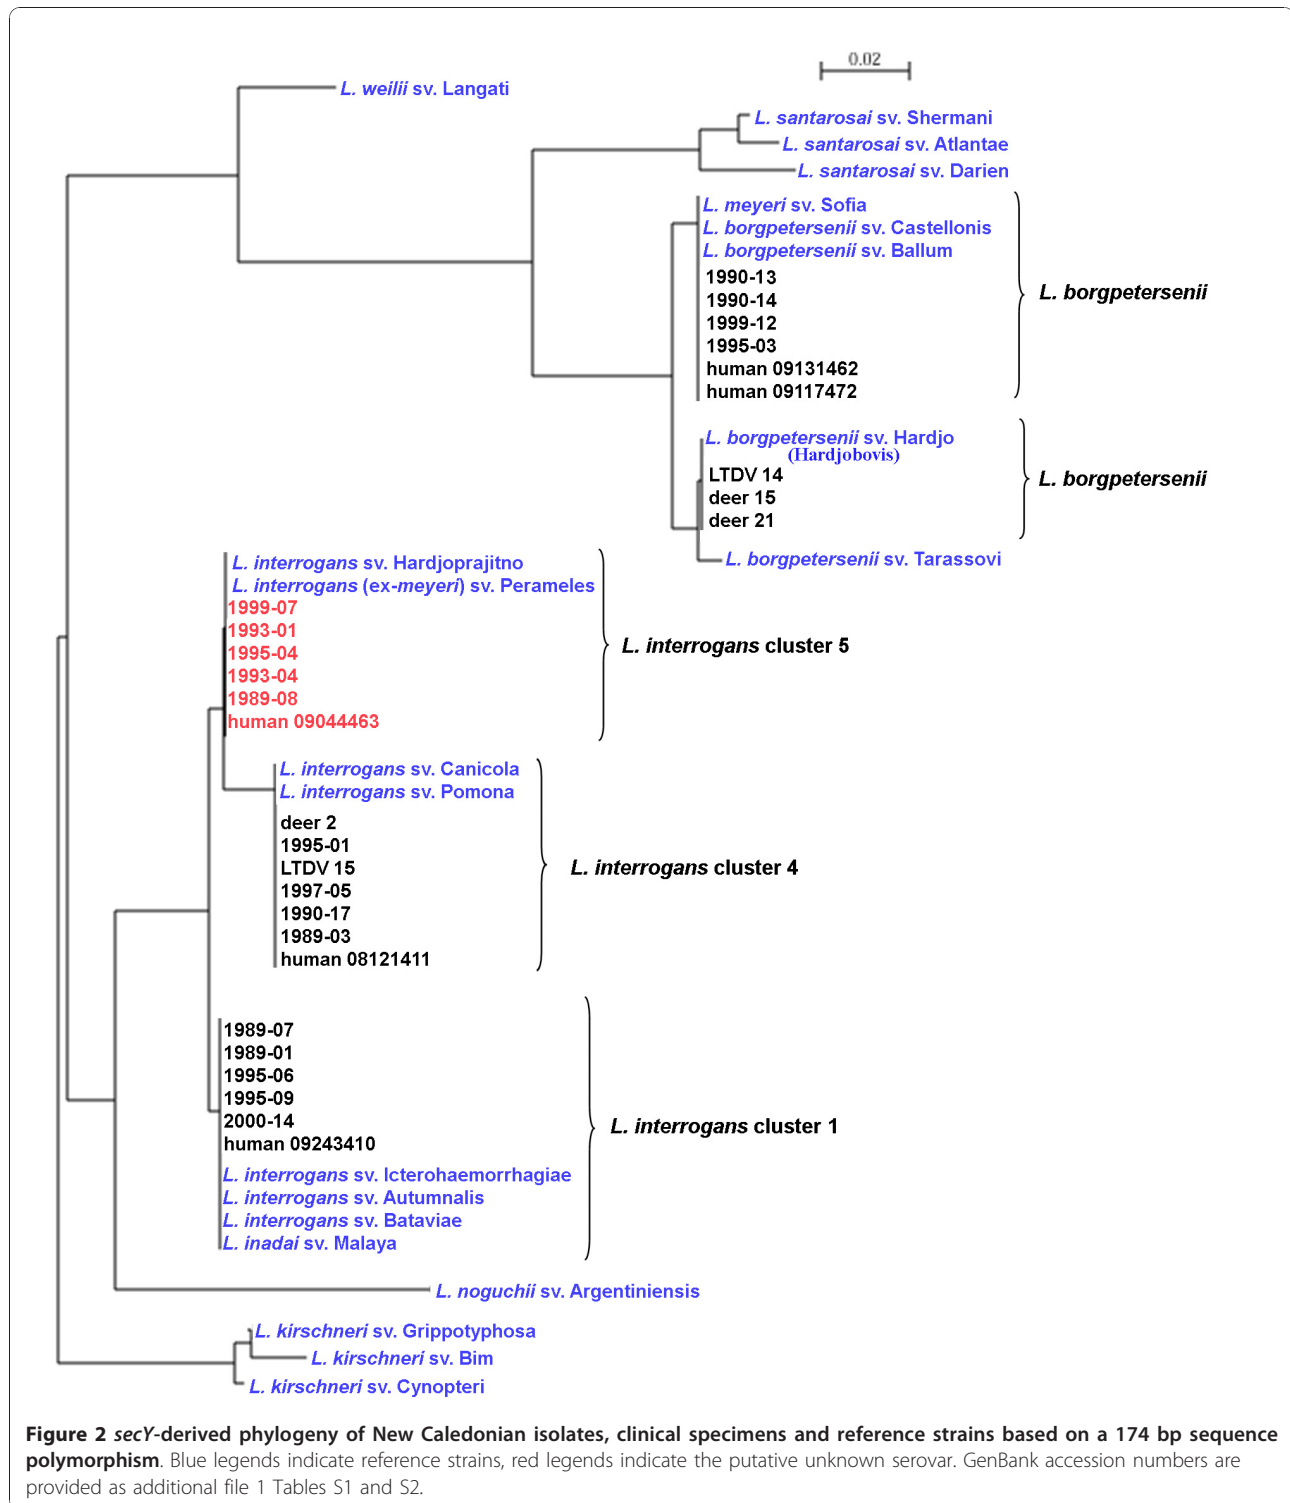 0.02
L. weilii sv. Langati
L. santarosai sv. Shermani
L. santarosai sv. Atlantae
L. santarosai sv. Darien
L. meyeri sv. Sofia
L. borgpetersenii sv. Castellonis
L. borgpetersenii sv. Ballum
1990-13
1990-14
1999-12
1995-03
human 09131462
human 09117472
L. borgpetersenii
L. borgpetersenii sv. Hardjo
(Hardjobovis)
LTDV 14
deer 15
deer 21
L. borgpetersenii
L. borgpetersenii sv. Tarassovi
L. interrogans sv. Hardjoprajitno
L. interrogans (ex-meyeri) sv. Perameles
1999-07
1993-01
1995-04
1993-04
1989-08
human 09044463
L. interrogans cluster 5
L. interrogans sv. Canicola
L. interrogans sv. Pomona
deer 2
1995-01
LTDV 15
1997-05
1990-17
1989-03
human 08121411
L. interrogans cluster 4
1989-07
1989-01
1995-06
1995-09
2000-14
human 09243410
L. interrogans cluster 1
L. interrogans sv. Icterohaemorrhagiae
L. interrogans sv. Autumnalis
L. interrogans sv. Bataviae
L. inadai sv. Malaya
L. noguchii sv. Argentiniensis
L. kirschneri sv. Grippotyphosa
L. kirschneri sv. Bim
L. kirschneri sv. Cynopteri
Figure 2 secY-derived phylogeny of New Caledonian isolates, clinical specimens and reference strains based on a 174 bp sequence
polymorphism. Blue legends indicate reference strains, red legends indicate the putative unknown serovar. GenBank accession numbers are
provided as additional file 1 Tables S1 and S2.